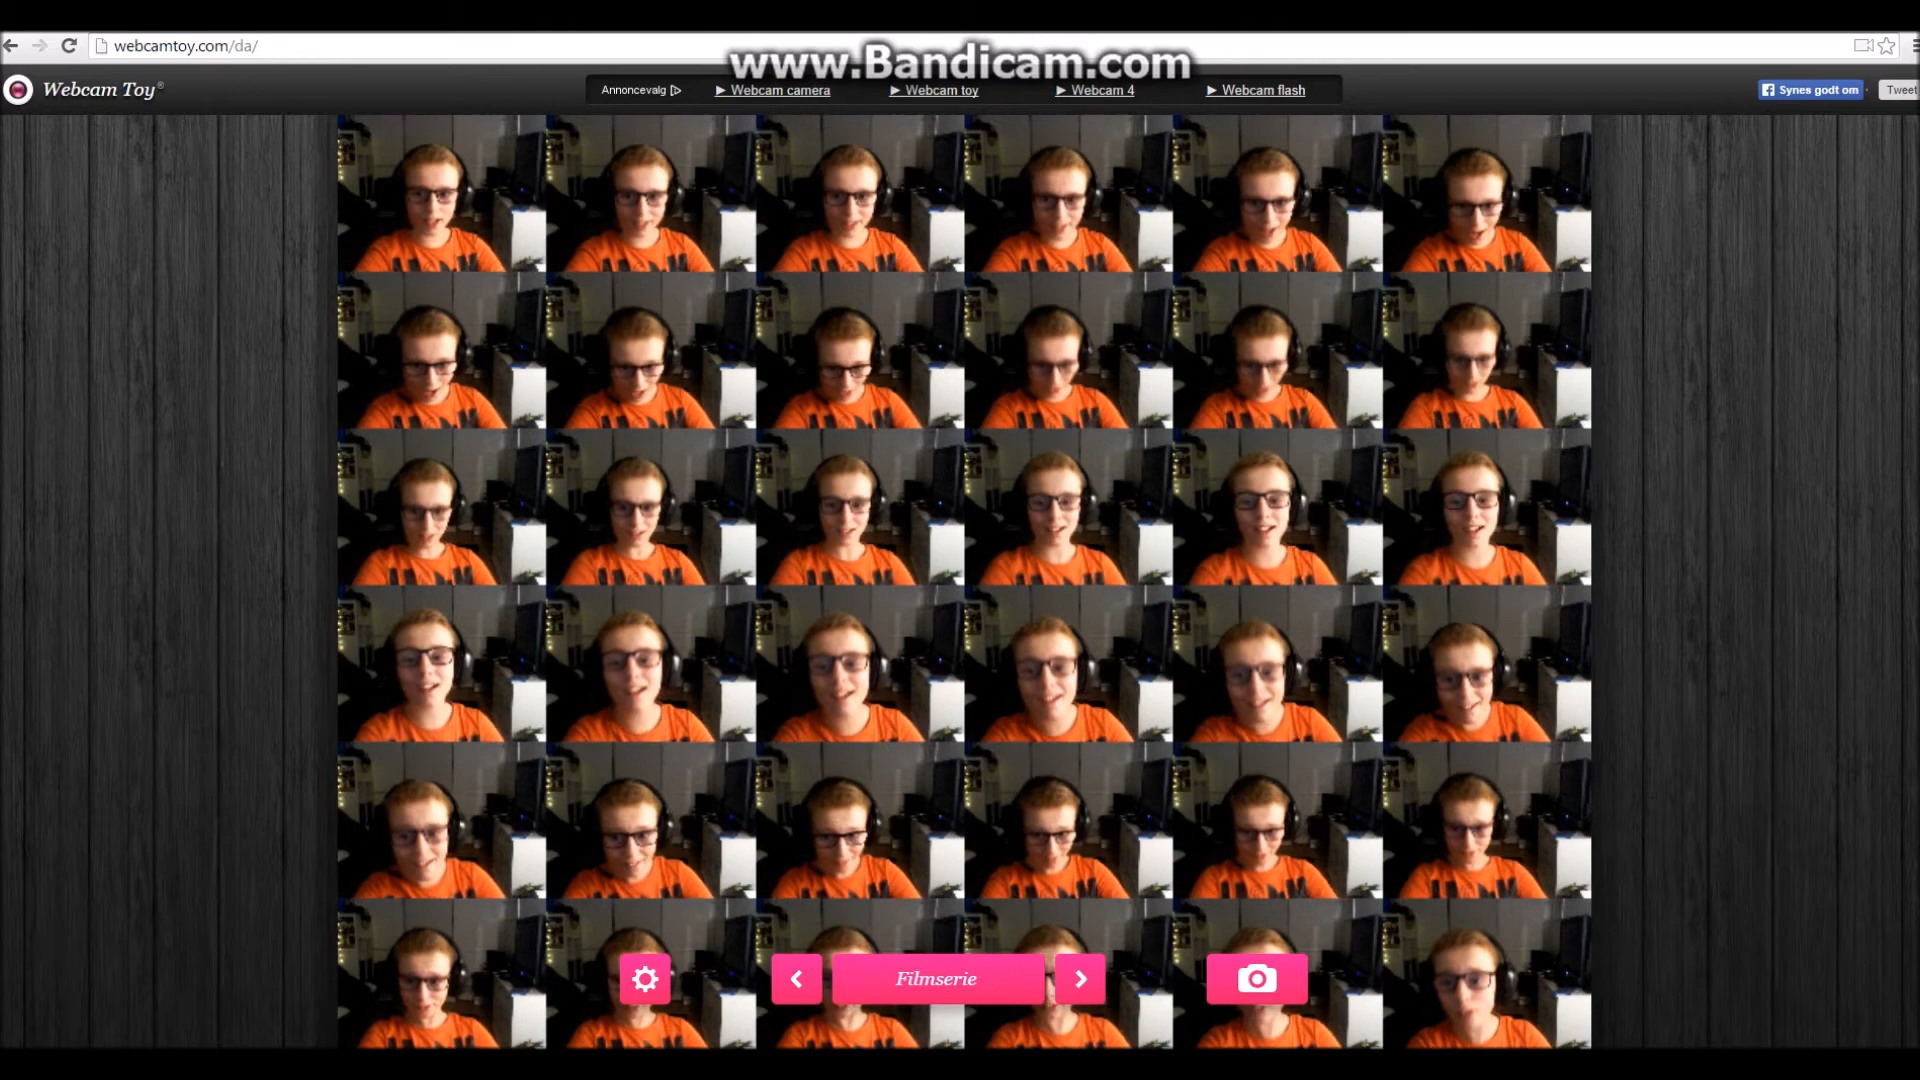 webcamtoy.com/da/
www.Bandicam.com
Webcam Toy®
Annoncevalg
Webcam camera
Webcam toy
Webcam 4
Webcam flash
Synes godt om
Tweet
Filmserie